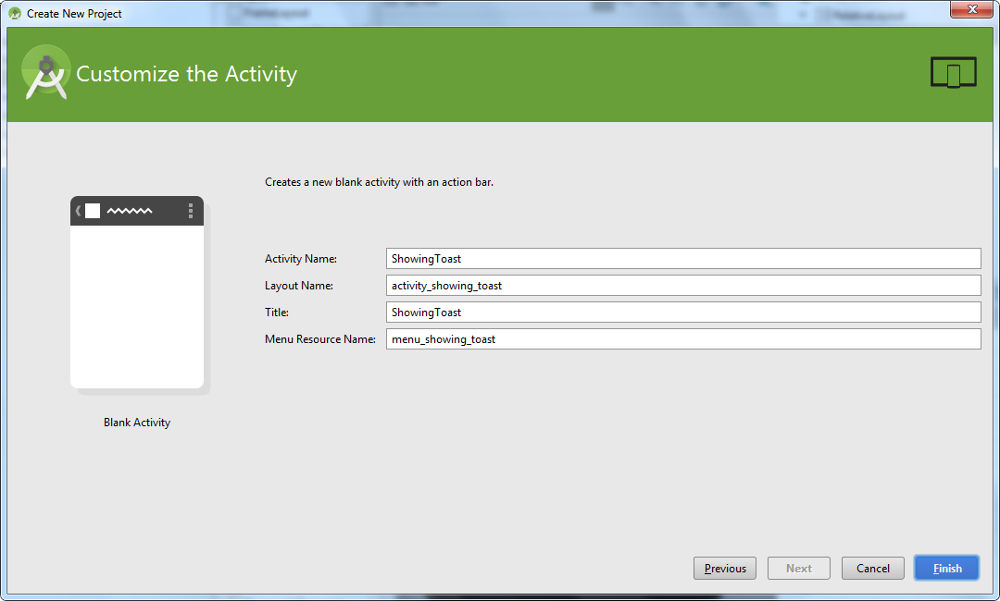 Create New Project
Customize the Activity
Creates a new blank activity with an action bar.
Activity Name: ShowingToast
Layout Name: activity_showing_toast
Title: ShowingToast
Menu Resource Name: menu_showing_toast
Blank Activity
Previous Next Cancel Finish